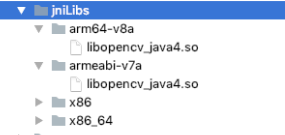 jniLibs
arm64-v8a
libopencv_java4.so
armeabi-v7a
libopencv_java4.so
x86
x86_64